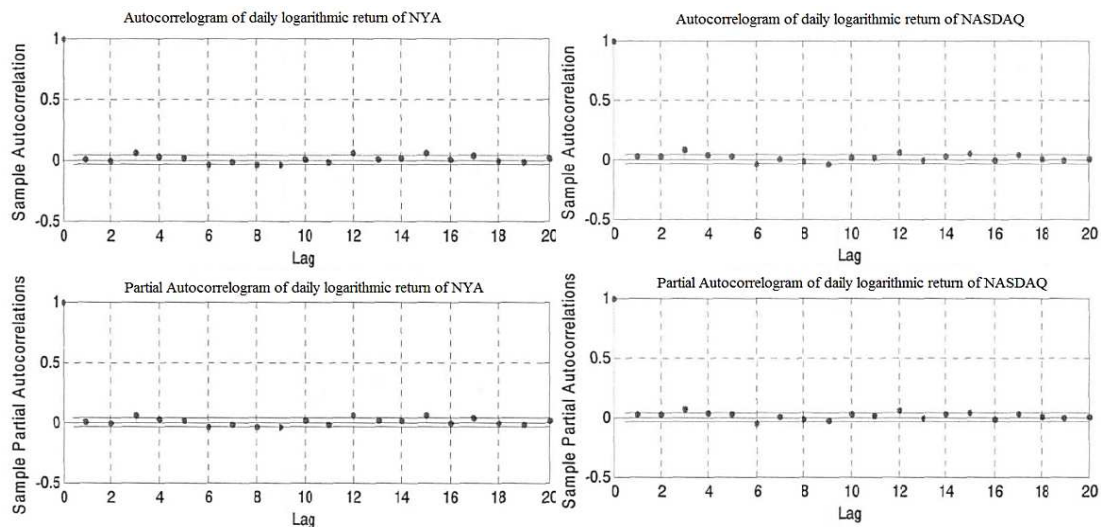 Autocorrelogram of daily logarithmic return of NYA
Sample Autocorrelation
1
0.5
0
-0.5
0 2 4 6 8 10 12 14 16 18 20
Lag
Autocorrelogram of daily logarithmic return of NASDAQ
Sample Autocorrelation
1
0.5
0
-0.5
0 2 4 6 8 10 12 14 16 18 20
Lag
Partial Autocorrelogram of daily logarithmic return of NYA
Sample Partial Autocorrelations
1
0.5
0
-0.5
0 2 4 6 8 10 12 14 16 18 20
Lag
Partial Autocorrelogram of daily logarithmic return of NASDAQ
Sample Partial Autocorrelations
1
0.5
0
-0.5
0 2 4 6 8 10 12 14 16 18 20
Lag